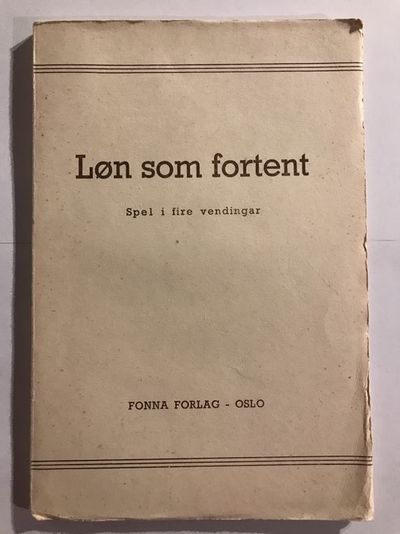 Løn som fortent
Spel i fire vendingar
FONNA FORLAG - OSLO